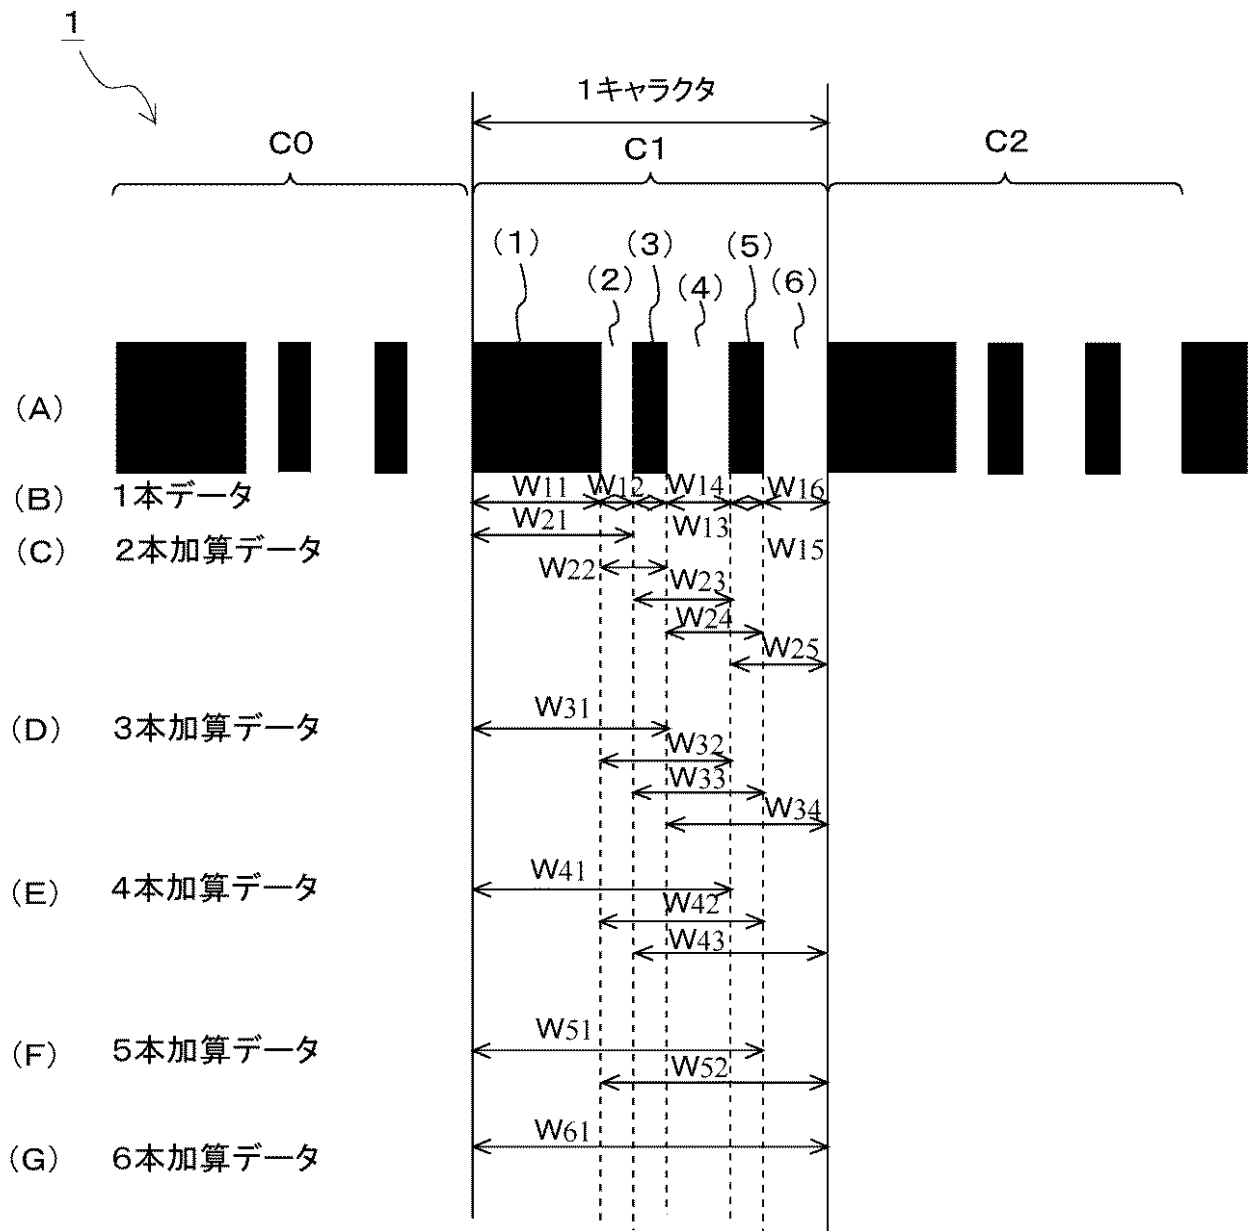 1
1キャラクタ
C0
C1
C2
(1)
(2)
(3)
(4)
(5)
(6)
(A)
(B) 1本データ
W11
W12
W14
W16
W13
W15
(C) 2本加算データ
W21
W22
W23
W24
W25
(D) 3本加算データ
W31
W32
W33
W34
(E) 4本加算データ
W41
W42
W43
(F) 5本加算データ
W51
W52
(G) 6本加算データ
W61